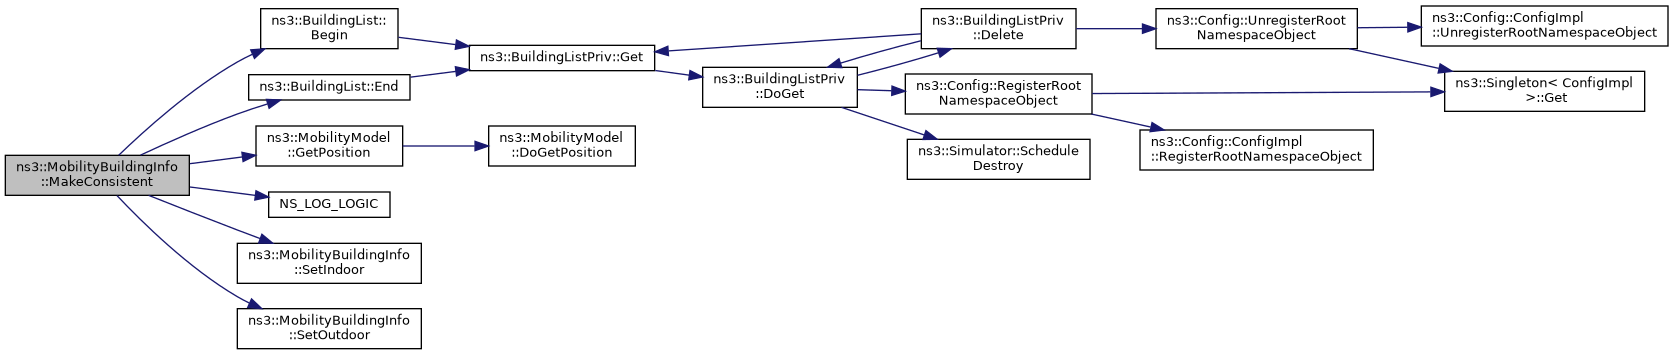 ns3::MobilityBuildingInfo
::MakeConsistent
ns3::BuildingList::
Begin
ns3::BuildingList::End
ns3::MobilityModel
::GetPosition
NS_LOG_LOGIC
ns3::MobilityBuildingInfo
::SetIndoor
ns3::MobilityBuildingInfo
::SetOutdoor
ns3::BuildingListPriv::Get
ns3::MobilityModel
::DoGetPosition
ns3::BuildingListPriv
::DoGet
ns3::BuildingListPriv
::Delete
ns3::Config::RegisterRoot
NamespaceObject
ns3::Simulator::Schedule
Destroy
ns3::Config::UnregisterRoot
NamespaceObject
ns3::Config::ConfigImpl
::RegisterRootNamespaceObject
ns3::Config::ConfigImpl
::UnregisterRootNamespaceObject
ns3::Singleton< ConfigImpl
>::Get